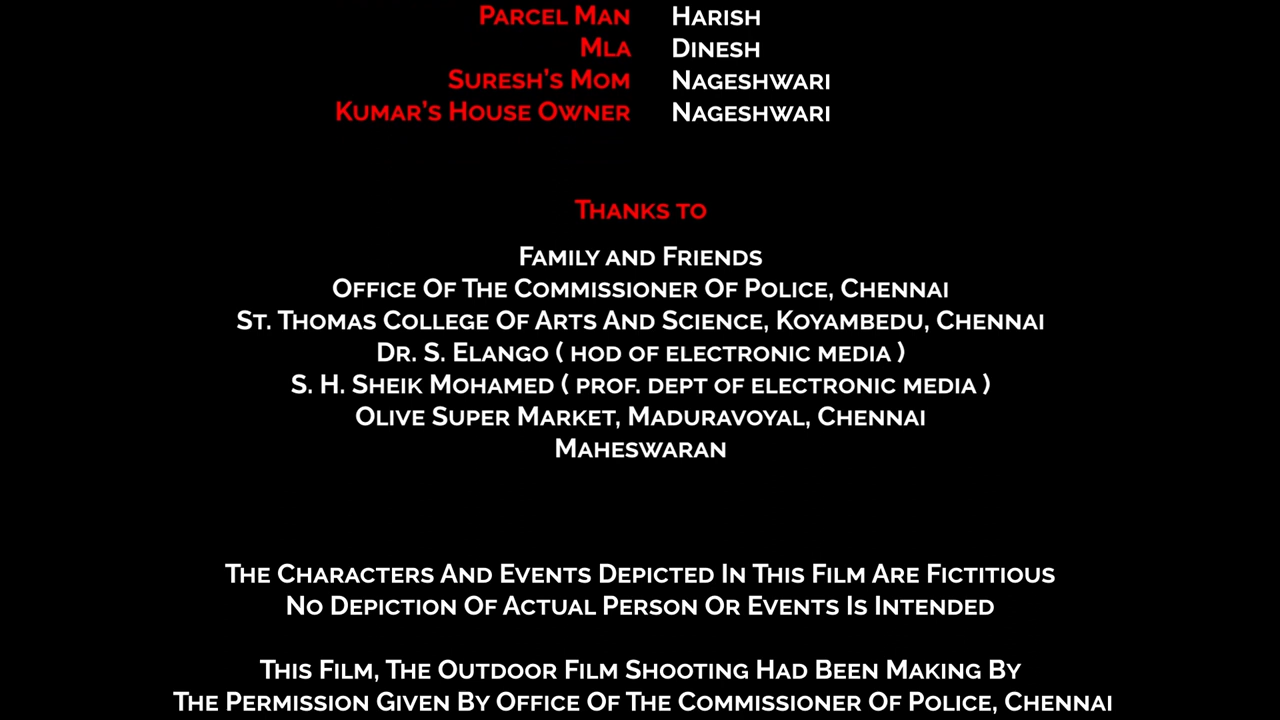 Parcel Man Harish
Mla Dinesh
Suresh's Mom Nageshwari
Kumar's House Owner Nageshwari
Thanks to
Family and Friends
Office Of The Commissioner Of Police, Chennai
St. Thomas College Of Arts And Science, Koyambedu, Chennai
Dr. S. Elango ( hod of electronic media )
S. H. Sheik Mohamed ( prof. dept of electronic media )
Olive Super Market, Maduravoyal, Chennai
Maheswaran
The Characters And Events Depicted In This Film Are Fictitious
No Depiction Of Actual Person Or Events Is Intended
This Film, The Outdoor Film Shooting Had Been Making By
The Permission Given By Office Of The Commissioner Of Police, Chennai